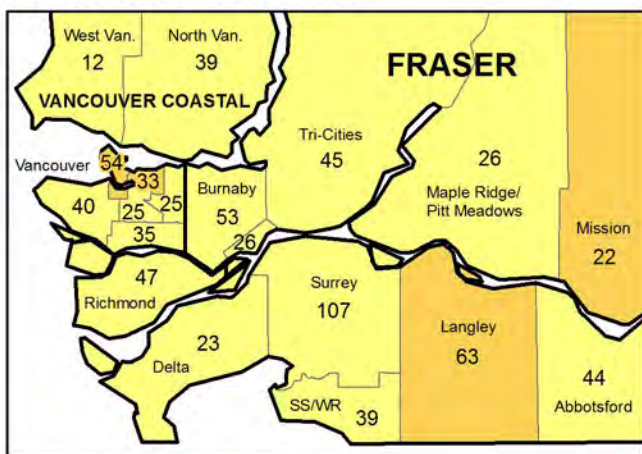 West Van.
12
North Van.
39
VANCOUVER COASTAL
FRASER
Tri-Cities
45
26
Maple Ridge/
Pitt Meadows
Mission
22
Vancouver
54
33
40
25
25
35
Burnaby
53
26
47
Richmond
Surrey
107
23
Delta
Langley
63
SS/WR
39
44
Abbotsford